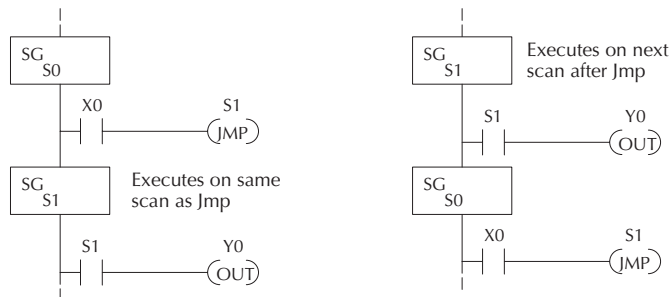 SG
S0
X0
S1
JMP
SG
S1
Executes on same
scan as Jmp
S1
Y0
OUT
SG
S1
Executes on next
scan after Jmp
S1
Y0
OUT
SG
S0
X0
S1
JMP